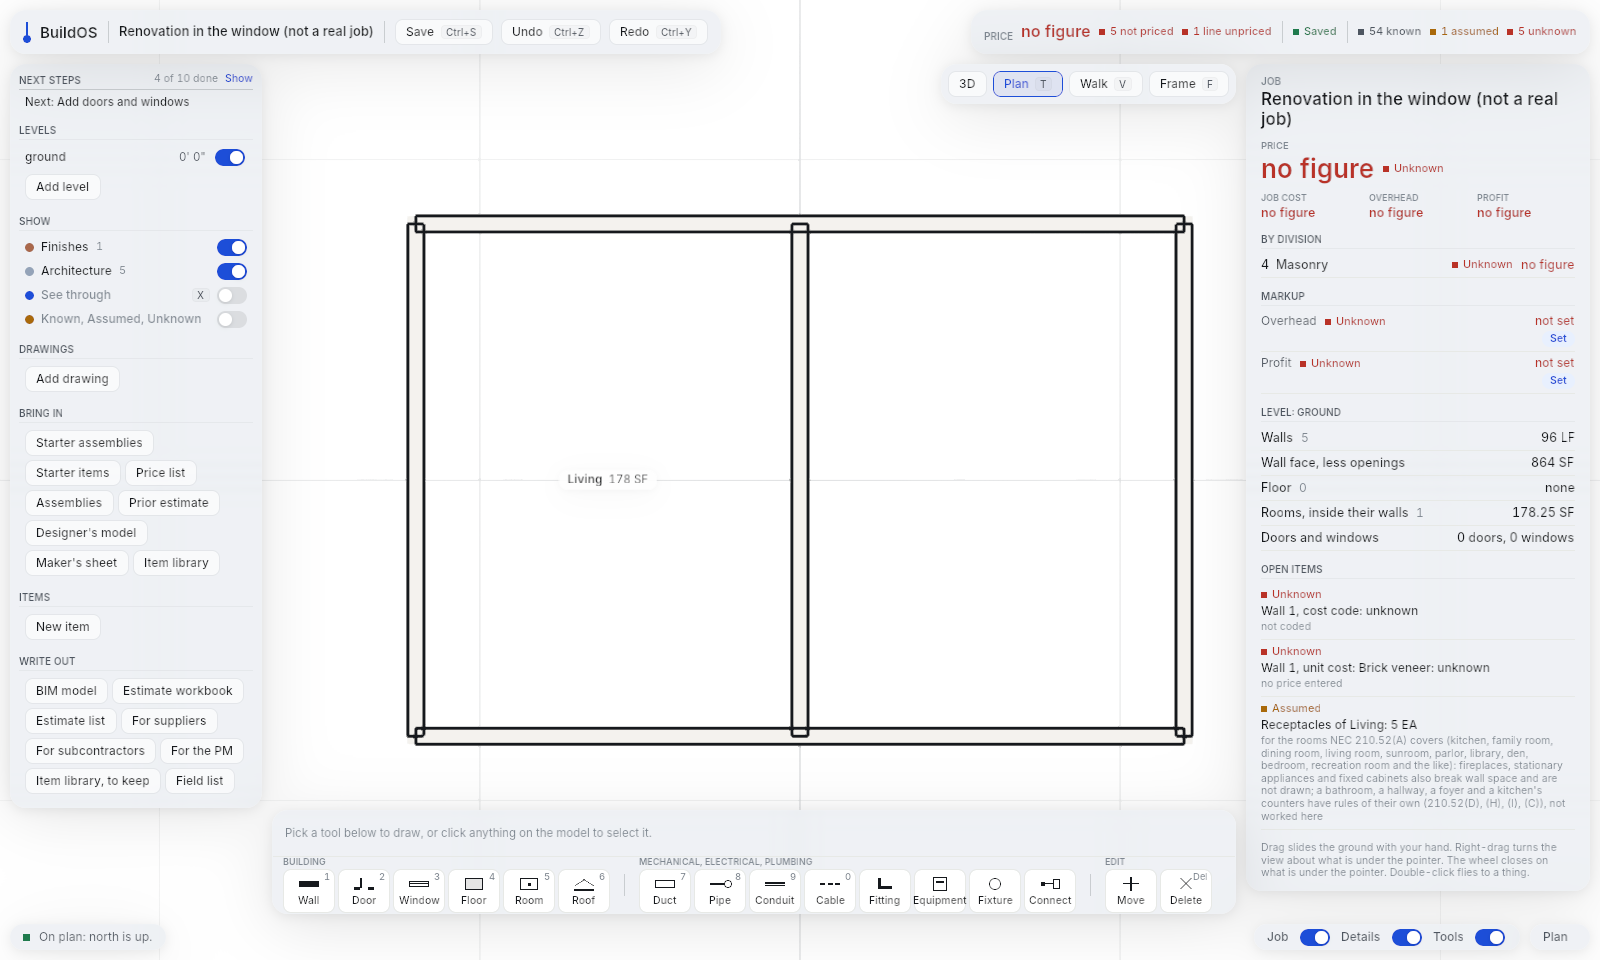 BuildOS
Renovation in the window (not a real job)
Save Ctrl+S
Undo Ctrl+Z
Redo Ctrl+Y
PRICE no figure 5 not priced 1 line unpriced Saved 54 known 1 assumed 5 unknown
NEXT STEPS 4 of 10 done Show
Next: Add doors and windows
LEVELS
ground 0' 0"
Add level
SHOW
Finishes 1
Architecture 5
See through X
Known, Assumed, Unknown
DRAWINGS
Add drawing
BRING IN
Starter assemblies
Starter items Price list
Assemblies Prior estimate
Designer's model
Maker's sheet Item library
ITEMS
New item
WRITE OUT
BIM model Estimate workbook
Estimate list For suppliers
For subcontractors For the PM
Item library, to keep Field list
On plan: north is up.
3D Plan T Walk V Frame F
Living 178 SF
Pick a tool below to draw, or click anything on the model to select it.
BUILDING
Wall 1 Door 2 Window 3 Floor 4 Room 5 Roof 6
MECHANICAL, ELECTRICAL, PLUMBING
Duct 7 Pipe 8 Conduit 9 Cable 0 Fitting Equipment Fixture Connect
EDIT
Move Delete Del
JOB
Renovation in the window (not a real
job)
PRICE
no figure Unknown
JOB COST OVERHEAD PROFIT
no figure no figure no figure
BY DIVISION
4 Masonry Unknown no figure
MARKUP
Overhead Unknown not set
Set
Profit Unknown not set
Set
LEVEL: GROUND
Walls 5 96 LF
Wall face, less openings 864 SF
Floor 0 none
Rooms, inside their walls 1 178.25 SF
Doors and windows 0 doors, 0 windows
OPEN ITEMS
Unknown
Wall 1, cost code: unknown
not coded
Unknown
Wall 1, unit cost: Brick veneer: unknown
no price entered
Assumed
Receptacles of Living: 5 EA
for the rooms NEC 210.52(A) covers (kitchen, family room,
dining room, living room, sunroom, parlor, library, den,
bedroom, recreation room and the like): fireplaces, stationary
appliances and fixed cabinets also break wall space and are
not drawn; a bathroom, a hallway, a foyer and a kitchen's
counters have rules of their own (210.52(D), (H), (I), (C)), not
worked here
Drag slides the ground with your hand. Right-drag turns the
view about what is under the pointer. The wheel closes on
what is under the pointer. Double-click flies to a thing.
Job Details Tools Plan